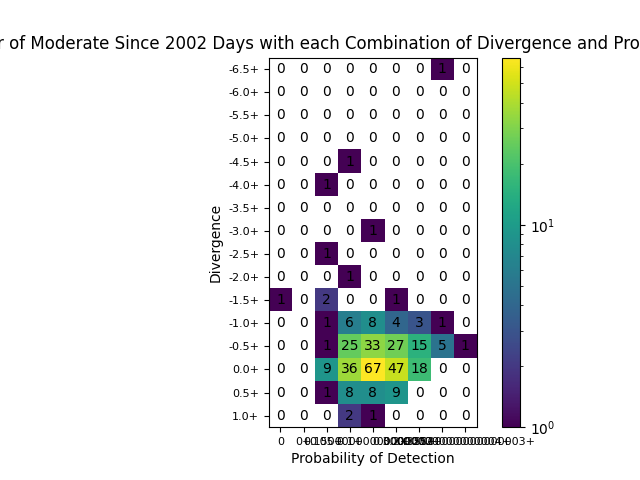 r of Moderate Since 2002 Days with each Combination of Divergence and Pro
-6.5+ 0 0 0 0 0 0 0 1 0
-6.0+ 0 0 0 0 0 0 0 0 0
-5.5+ 0 0 0 0 0 0 0 0 0
-5.0+ 0 0 0 0 0 0 0 0 0
-4.5+ 0 0 0 1 0 0 0 0 0
-4.0+ 0 0 1 0 0 0 0 0 0
-3.5+ 0 0 0 0 0 0 0 0 0
-3.0+ 0 0 0 0 1 0 0 0 0
-2.5+ 0 0 1 0 0 0 0 0 0
-2.0+ 0 0 0 1 0 0 0 0 0
-1.5+ 1 0 2 0 0 1 0 0 0
-1.0+ 0 0 1 6 8 4 3 1 0
-0.5+ 0 0 1 25 33 27 15 5 1
0.0+ 0 0 9 36 67 47 18 0 0
0.5+ 0 0 1 8 8 9 0 0 0
1.0+ 0 0 0 2 1 0 0 0 0
0
Probability of Detection
Divergence
10¹
10⁰